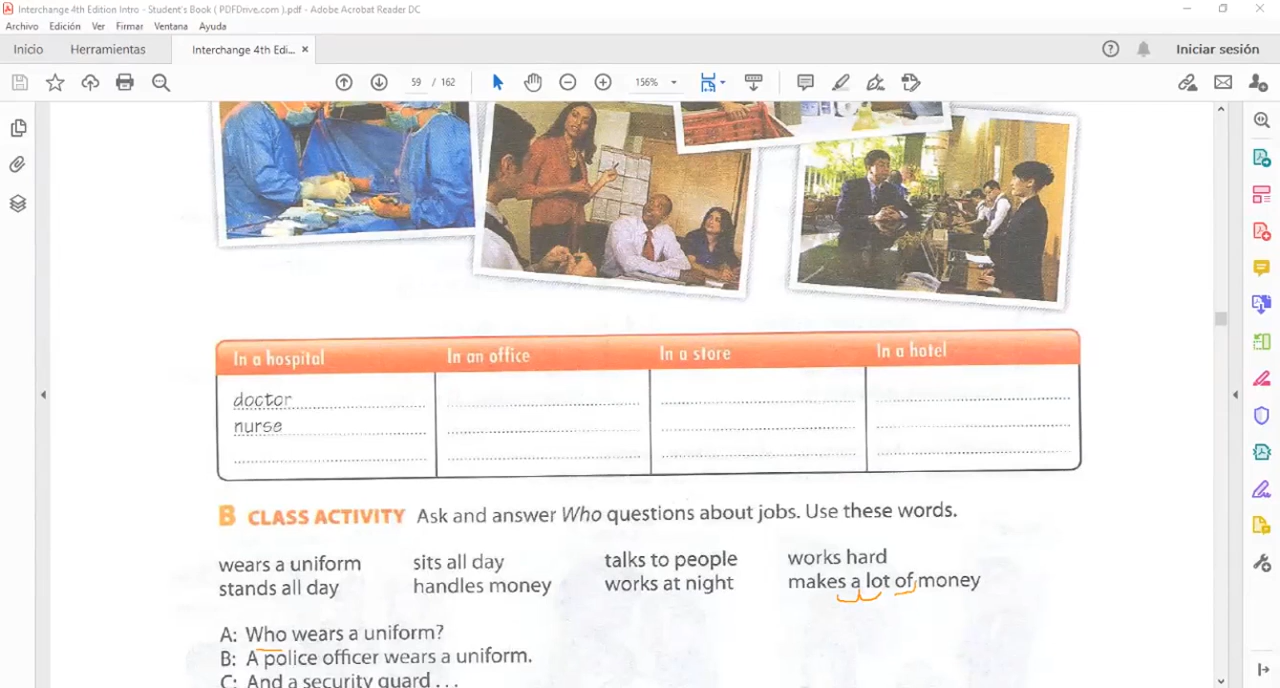 Interchange 4th Edition Intro - Student's Book ( PDFDrive.com ).pdf - Adobe Acrobat Reader DC
Archivo Edición Ver Firmar Ventana Ayuda
Inicio Herramientas Interchange 4th Edi... × Iniciar sesión
59 / 162 156%
In a hospital In an office In a store In a hotel
doctor
nurse
B CLASS ACTIVITY Ask and answer Who questions about jobs. Use these words.
wears a uniform sits all day talks to people works hard
stands all day handles money works at night makes a lot of money
A: Who wears a uniform?
B: A police officer wears a uniform.
C: And a security guard . . .